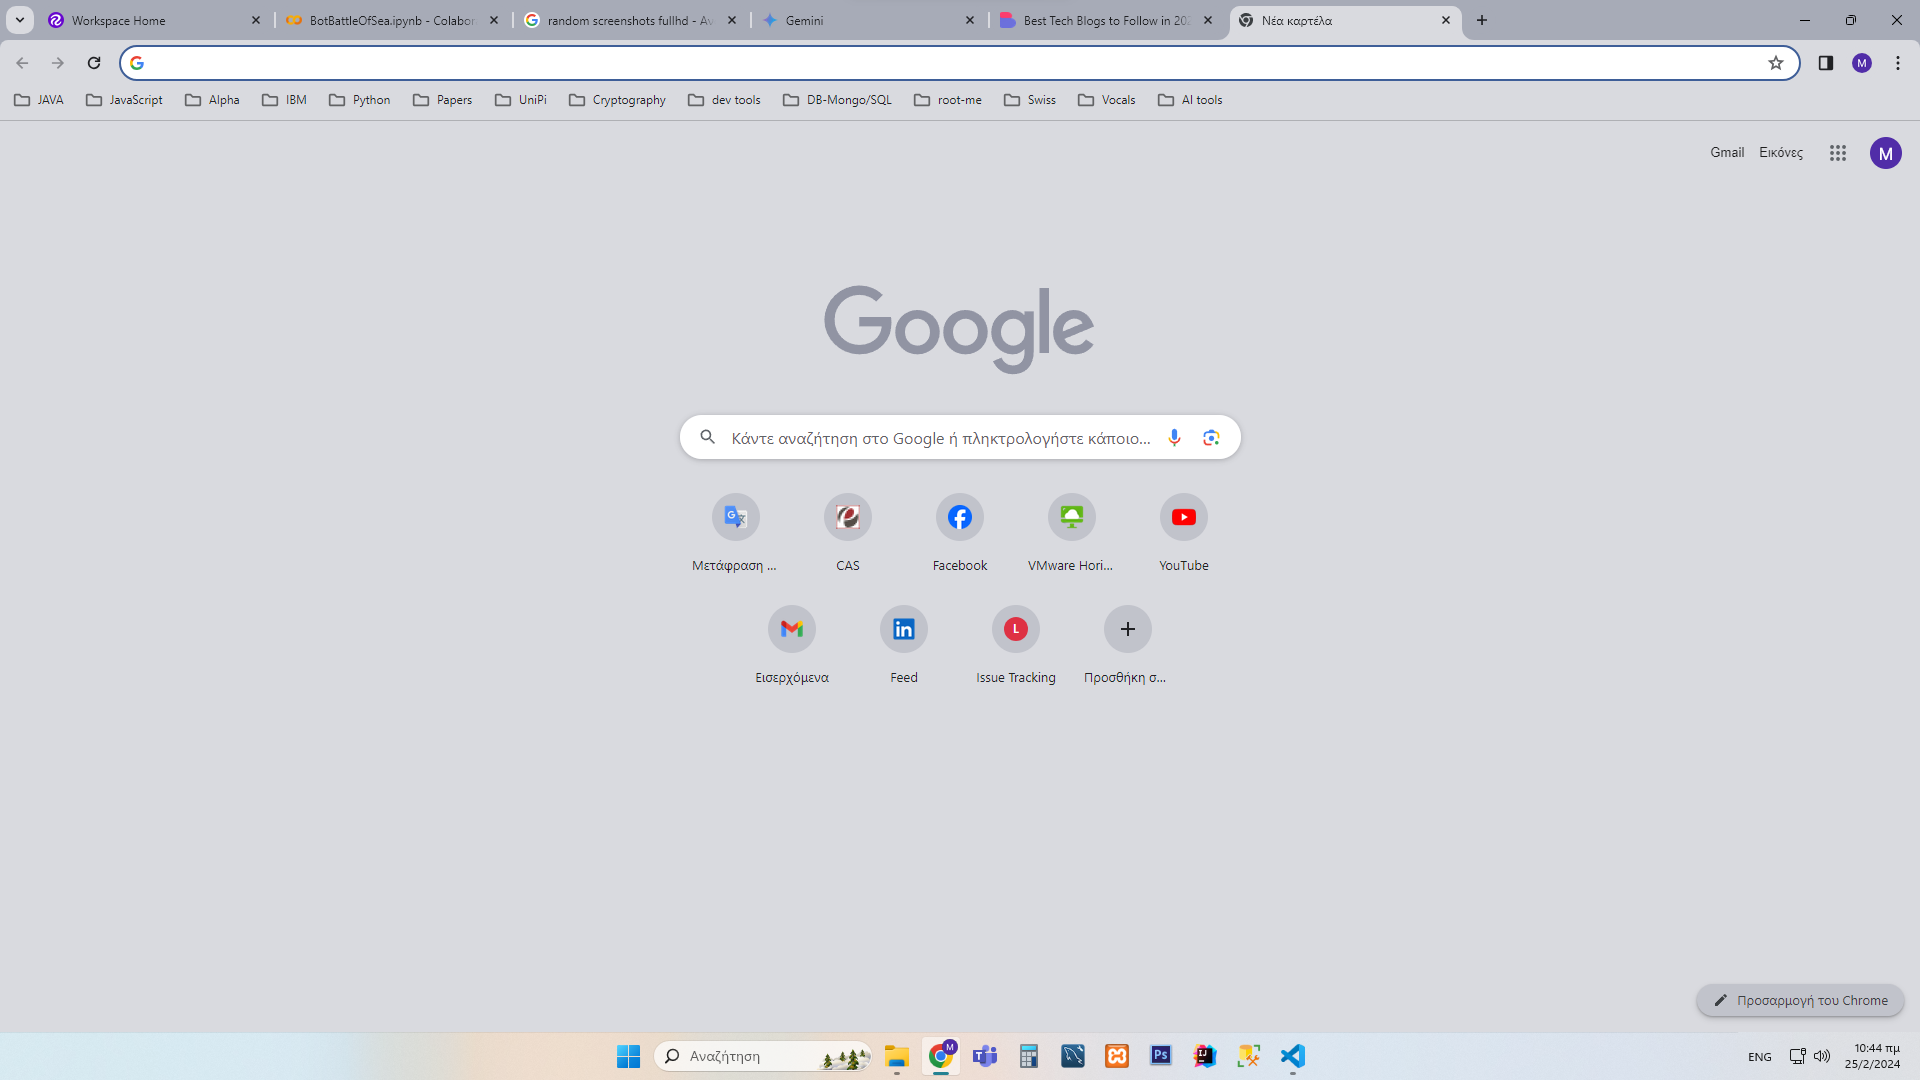 Workspace Home
BotBattleOfSea.ipynb - Colabor
random screenshots fullhd - Αν
Gemini
Best Tech Blogs to Follow in 202
Νέα καρτέλα
M
JAVA
JavaScript
Alpha
IBM
Python
Papers
UniPi
Cryptography
dev tools
DB-Mongo/SQL
root-me
Swiss
Vocals
AI tools
Gmail
Εικόνες
M
Google
Κάντε αναζήτηση στο Google ή πληκτρολογήστε κάποιο...
Μετάφραση ...
CAS
Facebook
VMware Hori...
YouTube
L
Εισερχόμενα
Feed
Issue Tracking
Προσθήκη σ...
Προσαρμογή του Chrome
Αναζήτηση
ENG
10:44 πμ
25/2/2024